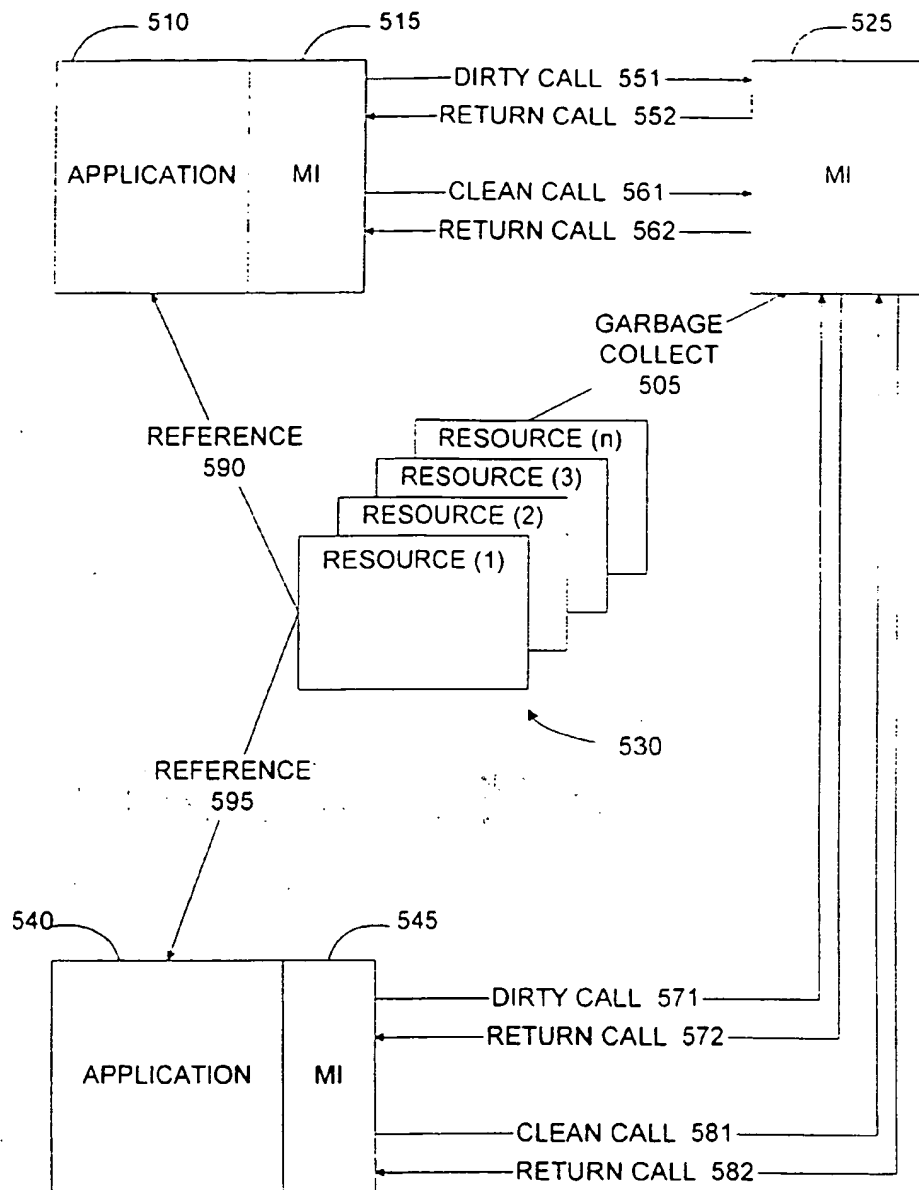 510
515
525
DIRTY CALL 551
RETURN CALL 552
APPLICATION
MI
MI
CLEAN CALL 561
RETURN CALL 562
GARBAGE
COLLECT
505
REFERENCE
590
RESOURCE (n)
RESOURCE (3)
RESOURCE (2)
RESOURCE (1)
530
REFERENCE
595
540
545
DIRTY CALL 571
RETURN CALL 572
APPLICATION
MI
CLEAN CALL 581
RETURN CALL 582